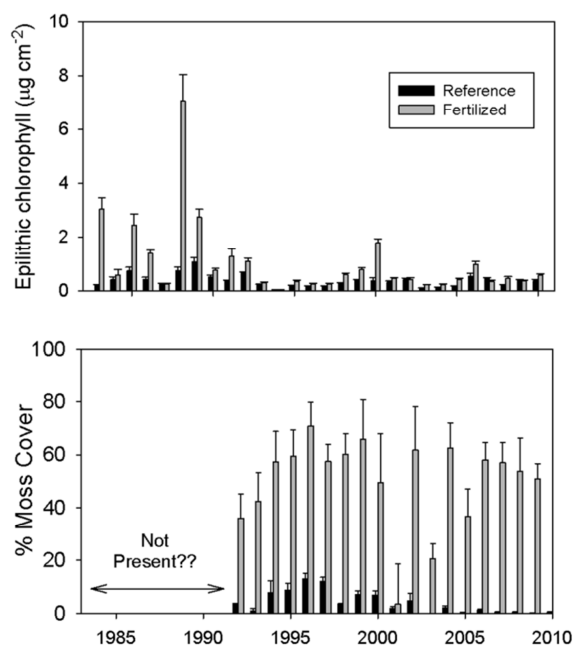 10
8
6
4
2
0
Epilithic chlorophyll (µg cm-2)
Reference
Fertilized
100
80
60
40
20
0
% Moss Cover
Not
Present??
1985 1990 1995 2000 2005 2010